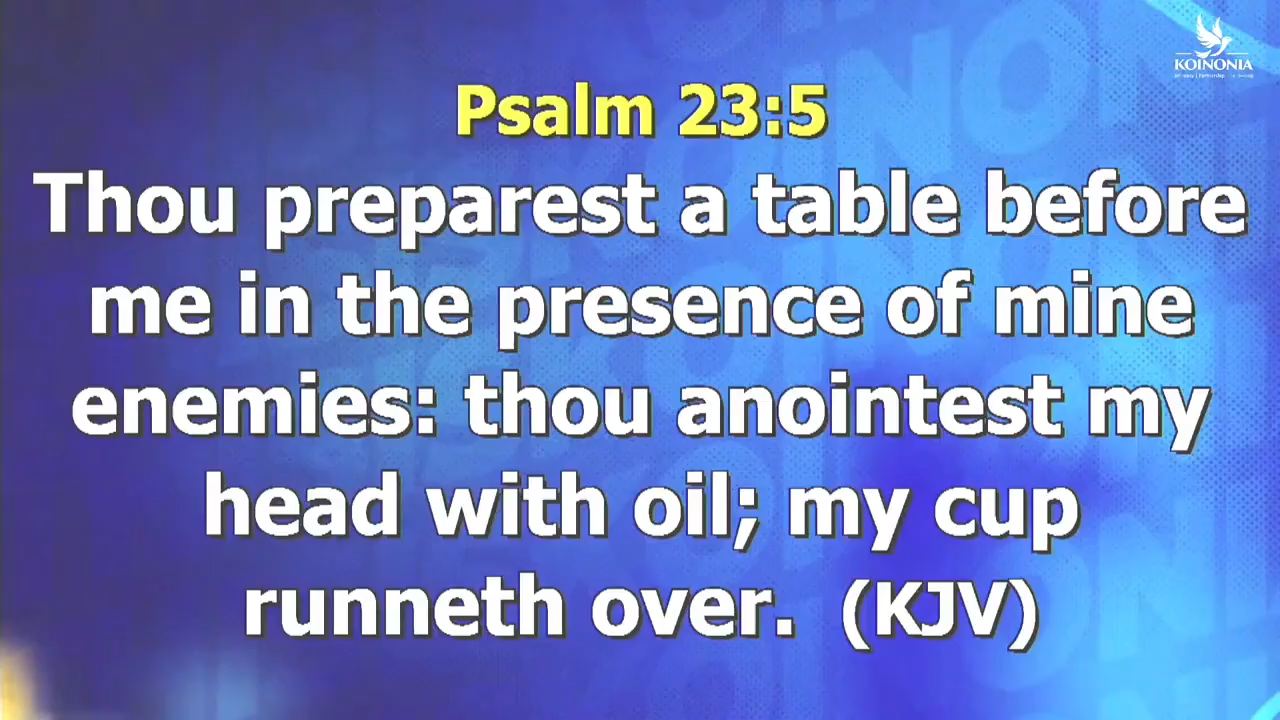 KOINONIA
Psalm 23:5
Thou preparest a table before
me in the presence of mine
enemies: thou anointest my
head with oil; my cup
runneth over. (KJV)